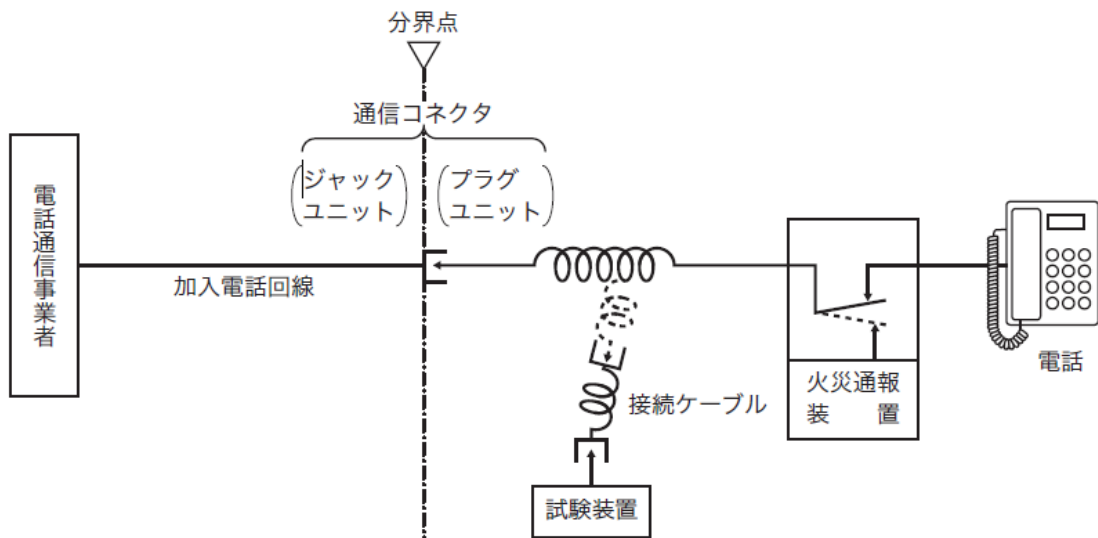 分界点
通信コネクタ
ジャック
ユニット
プラグ
ユニット
電話通信事業者
加入電話回線
接続ケーブル
試験装置
火災通報
装置
電話